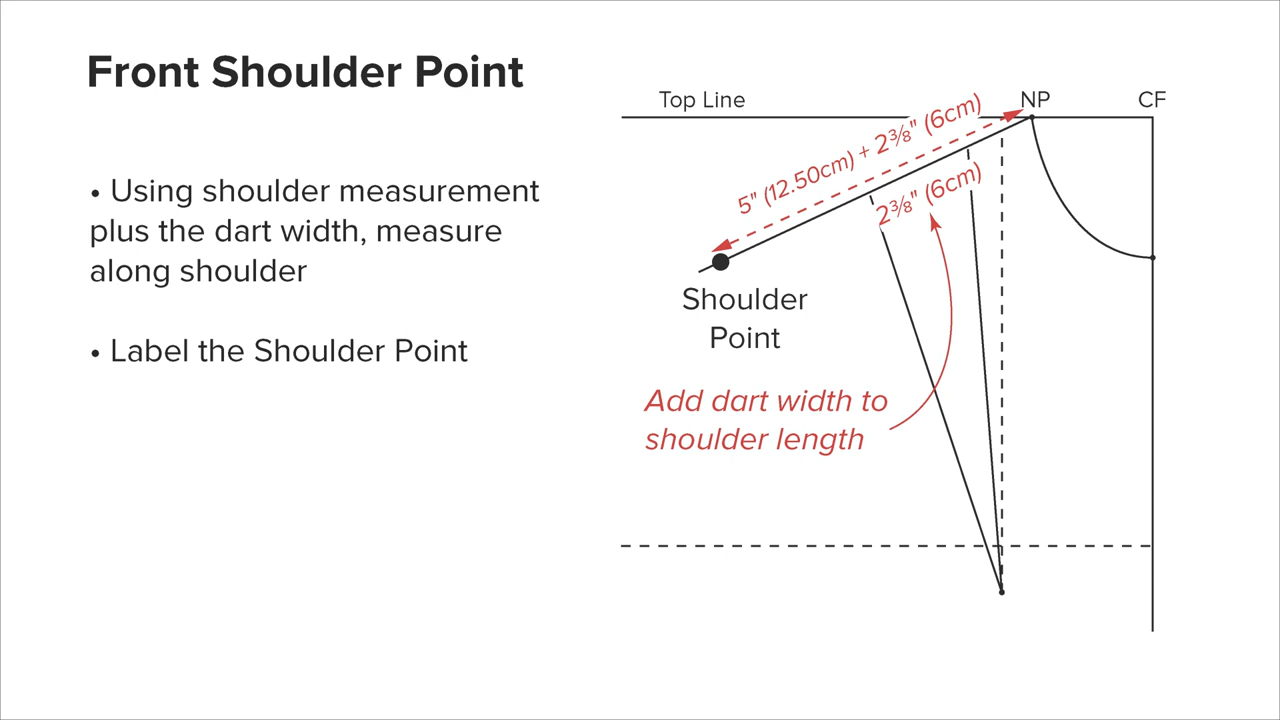 Front Shoulder Point
• Using shoulder measurement
plus the dart width, measure
along shoulder
• Label the Shoulder Point
Top Line
NP
CF
5" (12.50cm) + 2⅜" (6cm)
2⅜" (6cm)
Shoulder
Point
Add dart width to
shoulder length